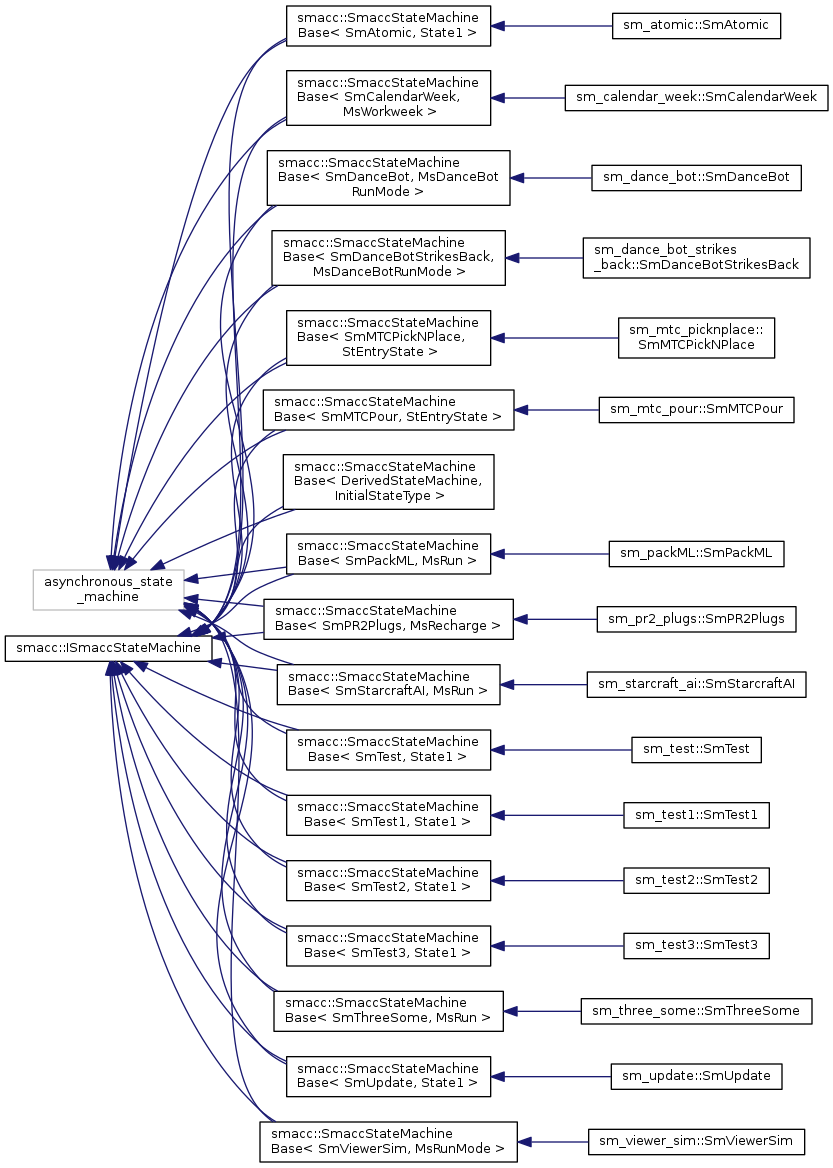 smacc::SmaccStateMachine
Base< SmAtomic, State1 >
sm_atomic::SmAtomic
smacc::SmaccStateMachine
Base< SmCalendarWeek,
MsWorkweek >
sm_calendar_week::SmCalendarWeek
smacc::SmaccStateMachine
Base< SmDanceBot, MsDanceBot
RunMode >
sm_dance_bot::SmDanceBot
smacc::SmaccStateMachine
Base< SmDanceBotStrikesBack,
MsDanceBotRunMode >
sm_dance_bot_strikes
_back::SmDanceBotStrikesBack
smacc::SmaccStateMachine
Base< SmMTCPickNPlace,
StEntryState >
sm_mtc_picknplace::
SmMTCPickNPlace
smacc::SmaccStateMachine
Base< SmMTCPour, StEntryState >
sm_mtc_pour::SmMTCPour
smacc::SmaccStateMachine
Base< DerivedStateMachine,
InitialStateType >
smacc::SmaccStateMachine
Base< SmPackML, MsRun >
sm_packML::SmPackML
asynchronous_state
_machine
smacc::SmaccStateMachine
Base< SmPR2Plugs, MsRecharge >
sm_pr2_plugs::SmPR2Plugs
smacc::ISmaccStateMachine
smacc::SmaccStateMachine
Base< SmStarcraftAI, MsRun >
sm_starcraft_ai::SmStarcraftAI
smacc::SmaccStateMachine
Base< SmTest, State1 >
sm_test::SmTest
smacc::SmaccStateMachine
Base< SmTest1, State1 >
sm_test1::SmTest1
smacc::SmaccStateMachine
Base< SmTest2, State1 >
sm_test2::SmTest2
smacc::SmaccStateMachine
Base< SmTest3, State1 >
sm_test3::SmTest3
smacc::SmaccStateMachine
Base< SmThreeSome, MsRun >
sm_three_some::SmThreeSome
smacc::SmaccStateMachine
Base< SmUpdate, State1 >
sm_update::SmUpdate
smacc::SmaccStateMachine
Base< SmViewerSim, MsRunMode >
sm_viewer_sim::SmViewerSim